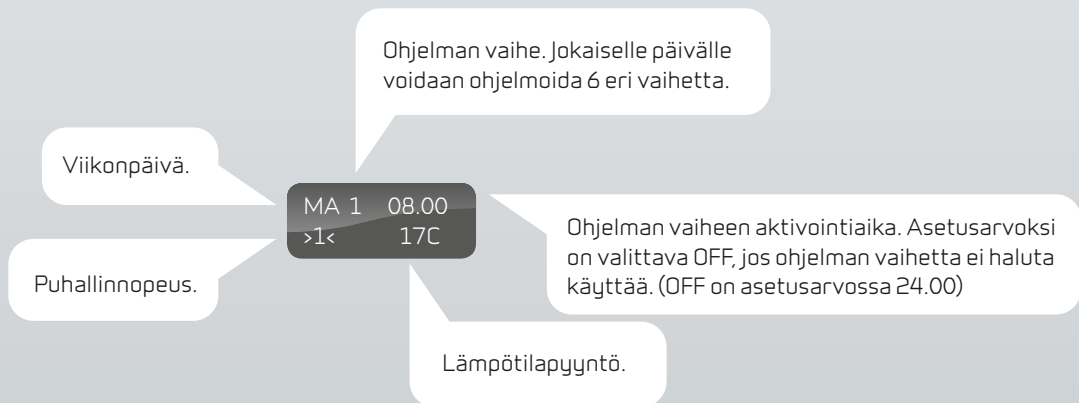 Ohjelman vaihe. Jokaiselle päivälle
voidaan ohjelmoida 6 eri vaihetta.
Viikonpäivä.
MA 1 08.00
>1< 17C
Ohjelman vaiheen aktivointiaika. Asetusarvoksi
on valittava OFF, jos ohjelman vaihetta ei haluta
käyttää. (OFF on asetusarvossa 24.00)
Puhallinnopeus.
Lämpötilapyyntö.